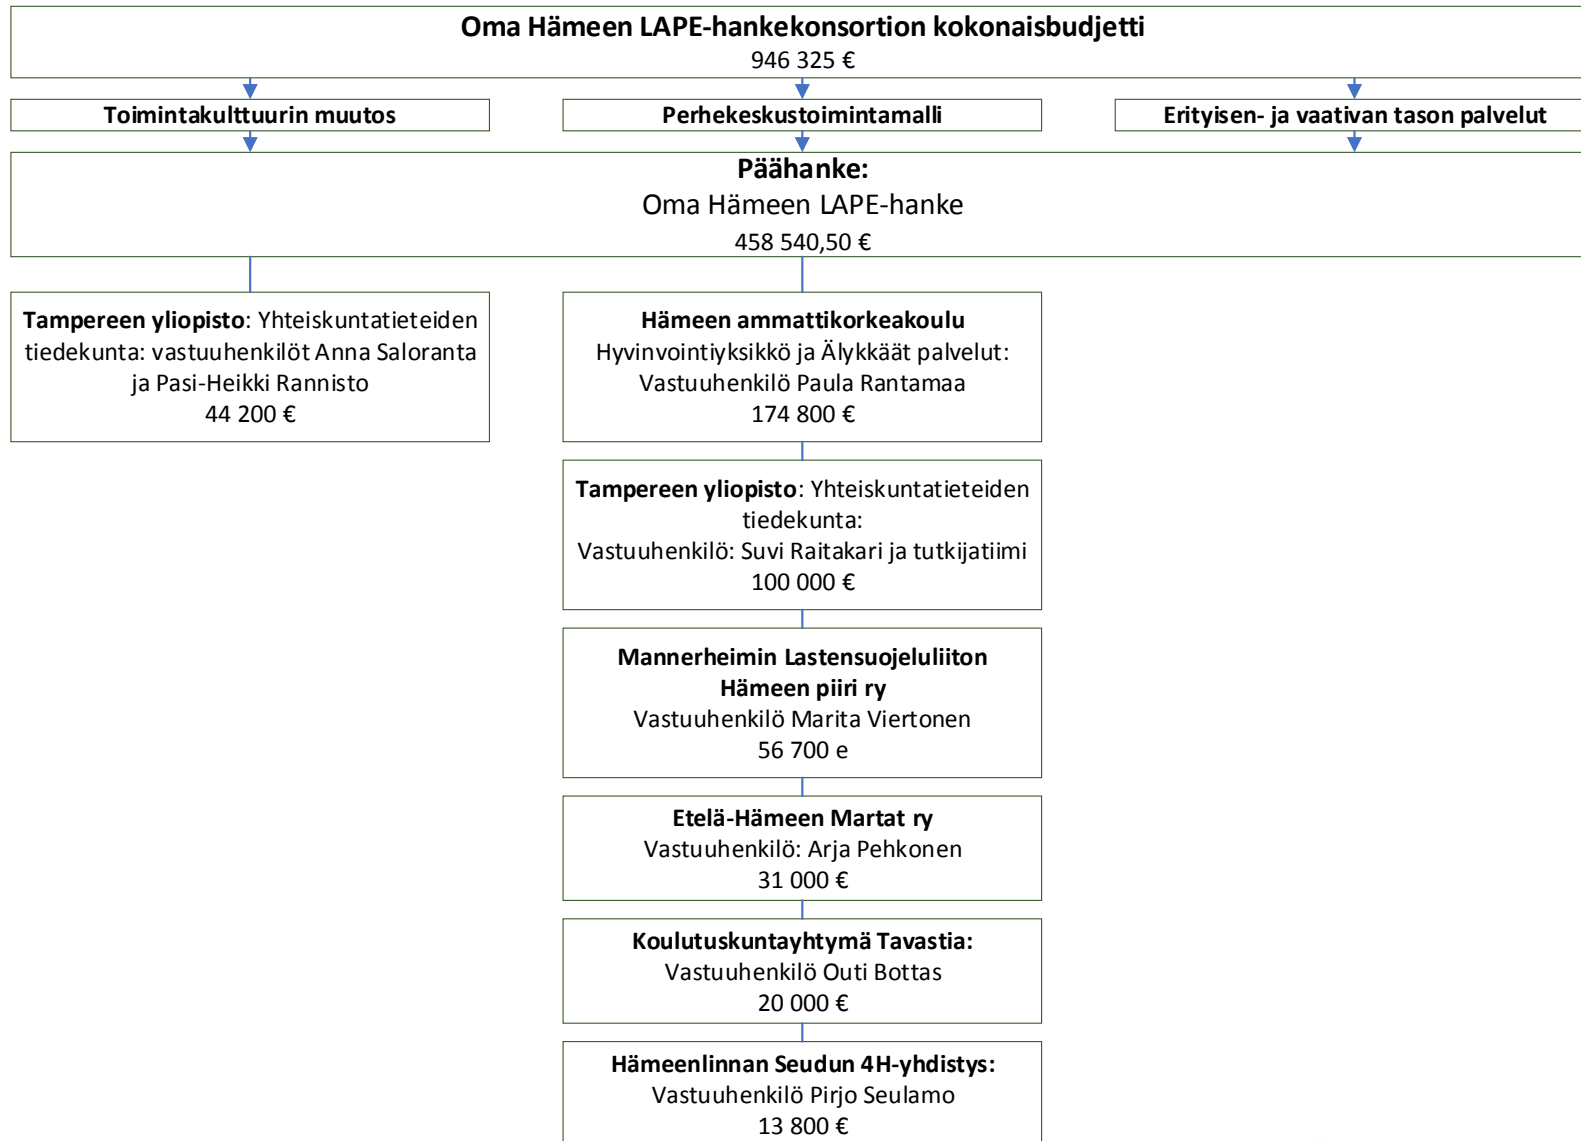 Oma Hämeen LAPE-hankekonsortion kokonaisbudjetti
946 325 €
Toimintakulttuurin muutos
Perhekeskustoimintamalli
Erityisen- ja vaativan tason palvelut
Päähanke:
Oma Hämeen LAPE-hanke
458 540,50 €
Tampereen yliopisto: Yhteiskuntatieteiden
tiedekunta: vastuuhenkilöt Anna Saloranta
ja Pasi-Heikki Rannisto
44 200 €
Hämeen ammattikorkeakoulu
Hyvinvointiyksikkö ja Älykkäät palvelut:
Vastuuhenkilö Paula Rantamaa
174 800 €
Tampereen yliopisto: Yhteiskuntatieteiden
tiedekunta:
Vastuuhenkilö: Suvi Raitakari ja tutkijatiimi
100 000 €
Mannerheimin Lastensuojeluliiton
Hämeen piiri ry
Vastuuhenkilö Marita Viertonen
56 700 e
Etelä-Hämeen Martat ry
Vastuuhenkilö: Arja Pehkonen
31 000 €
Koulutuskuntayhtymä Tavastia:
Vastuuhenkilö Outi Bottas
20 000 €
Hämeenlinnan Seudun 4H-yhdistys:
Vastuuhenkilö Pirjo Seulamo
13 800 €